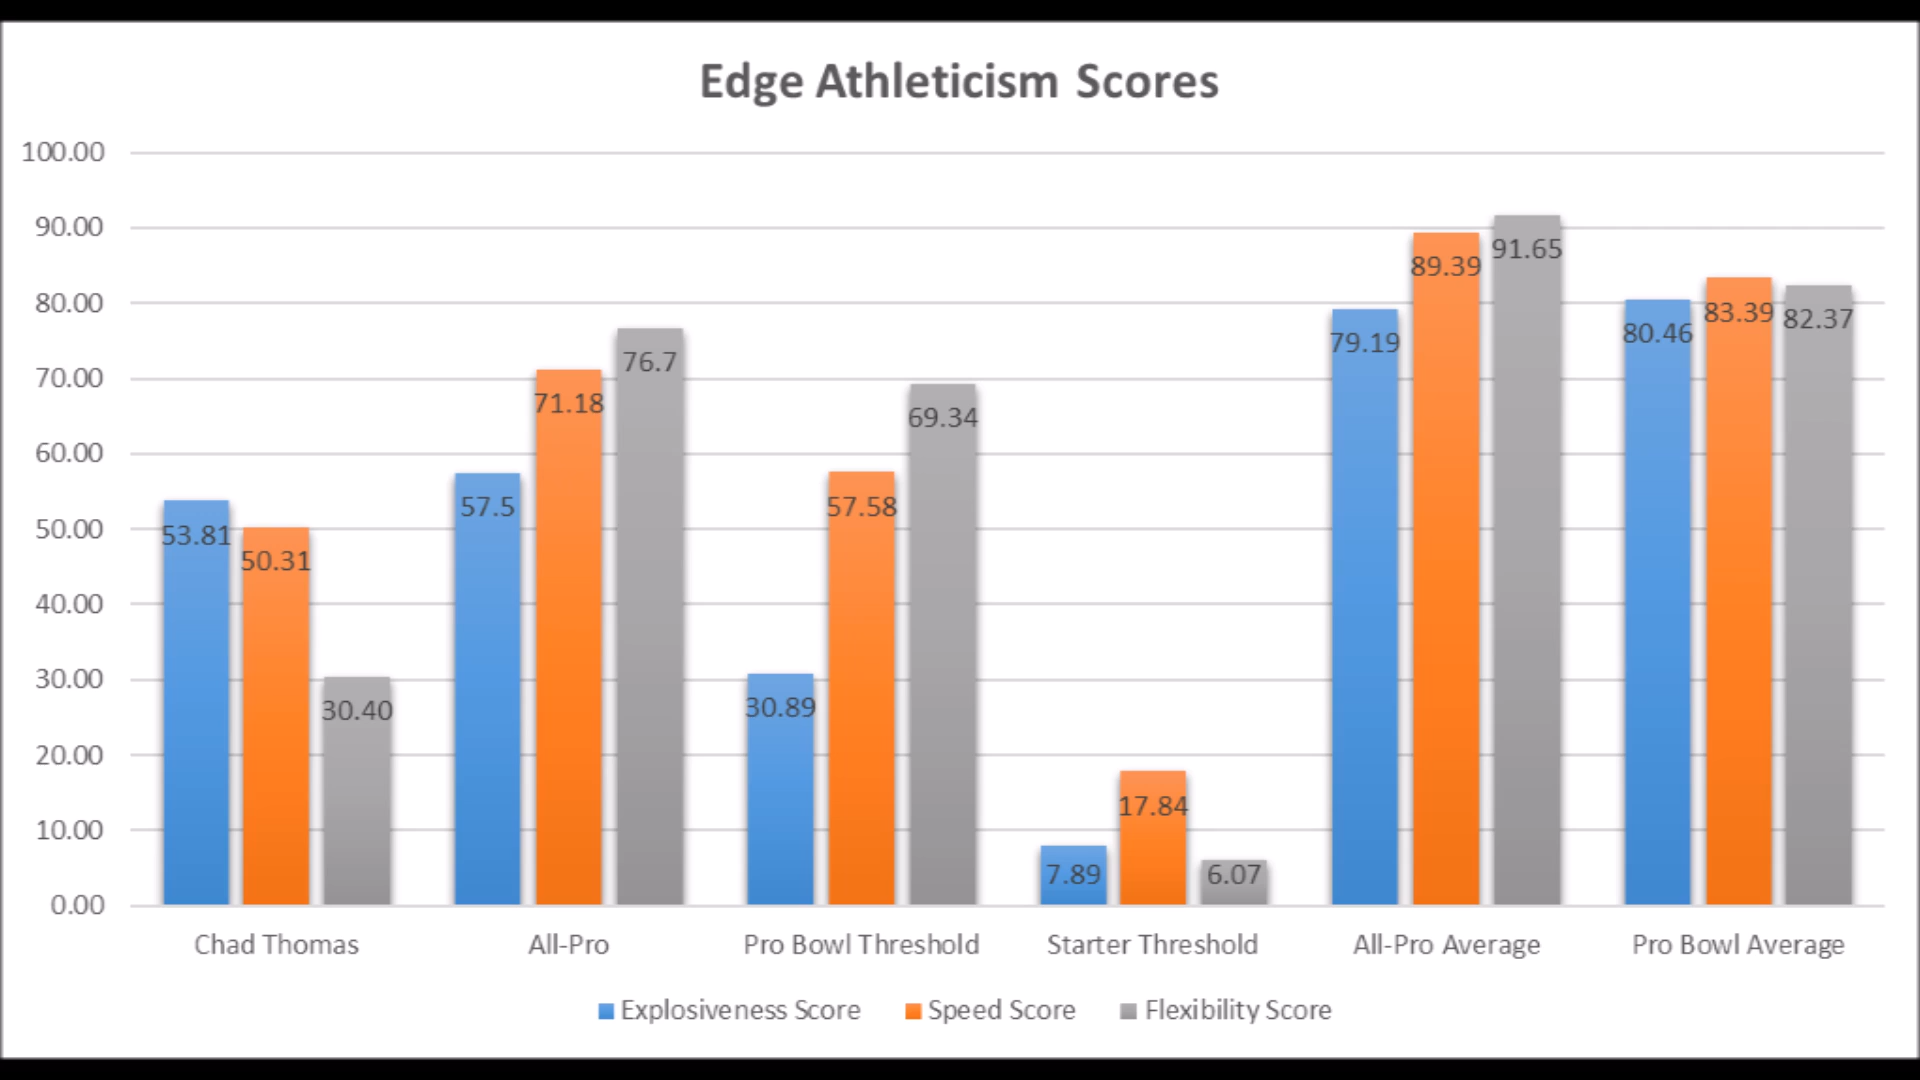 Edge Athleticism Scores
100.00
90.00
80.00
70.00
60.00
50.00
40.00
30.00
20.00
10.00
0.00
53.81
50.31
30.40
57.5
71.18
76.7
30.89
57.58
69.34
7.89
17.84
6.07
79.19
89.39
91.65
80.46
83.39
82.37
Chad Thomas
All-Pro
Pro Bowl Threshold
Starter Threshold
All-Pro Average
Pro Bowl Average
Explosiveness Score
Speed Score
Flexibility Score